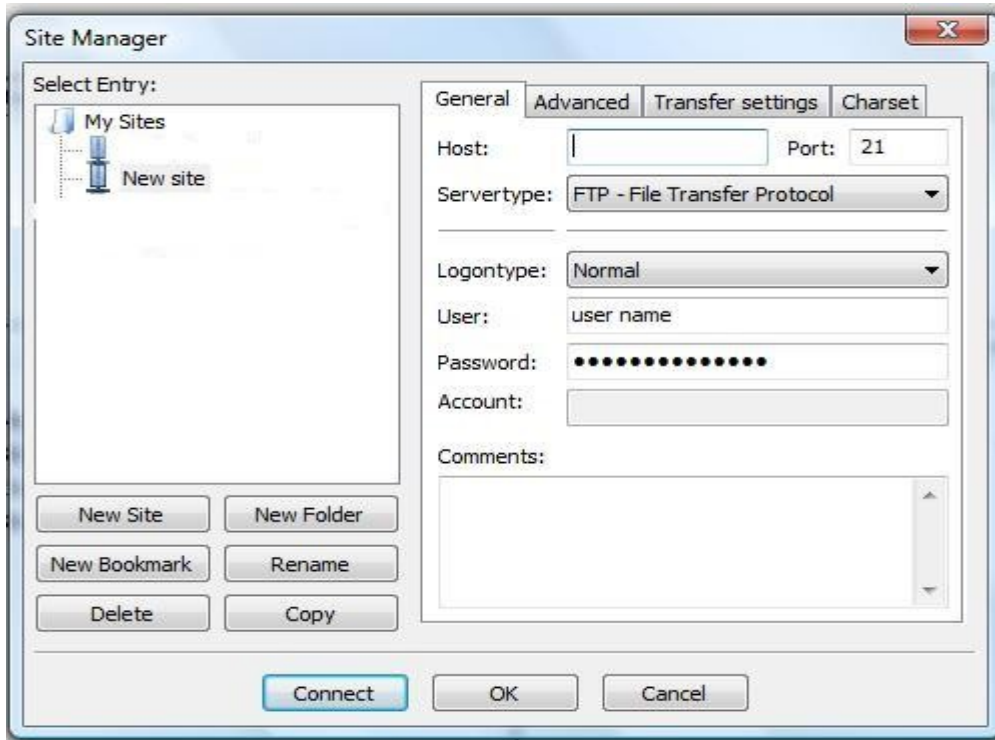 Site Manager
Select Entry:
My Sites
New site
New Site
New Folder
New Bookmark
Rename
Delete
Copy
General
Advanced
Transfer settings
Charset
Host:
Port: 21
Servertype: FTP - File Transfer Protocol
Logontype: Normal
User: user name
Password: ••••••••••••••
Account:
Comments:
Connect
OK
Cancel